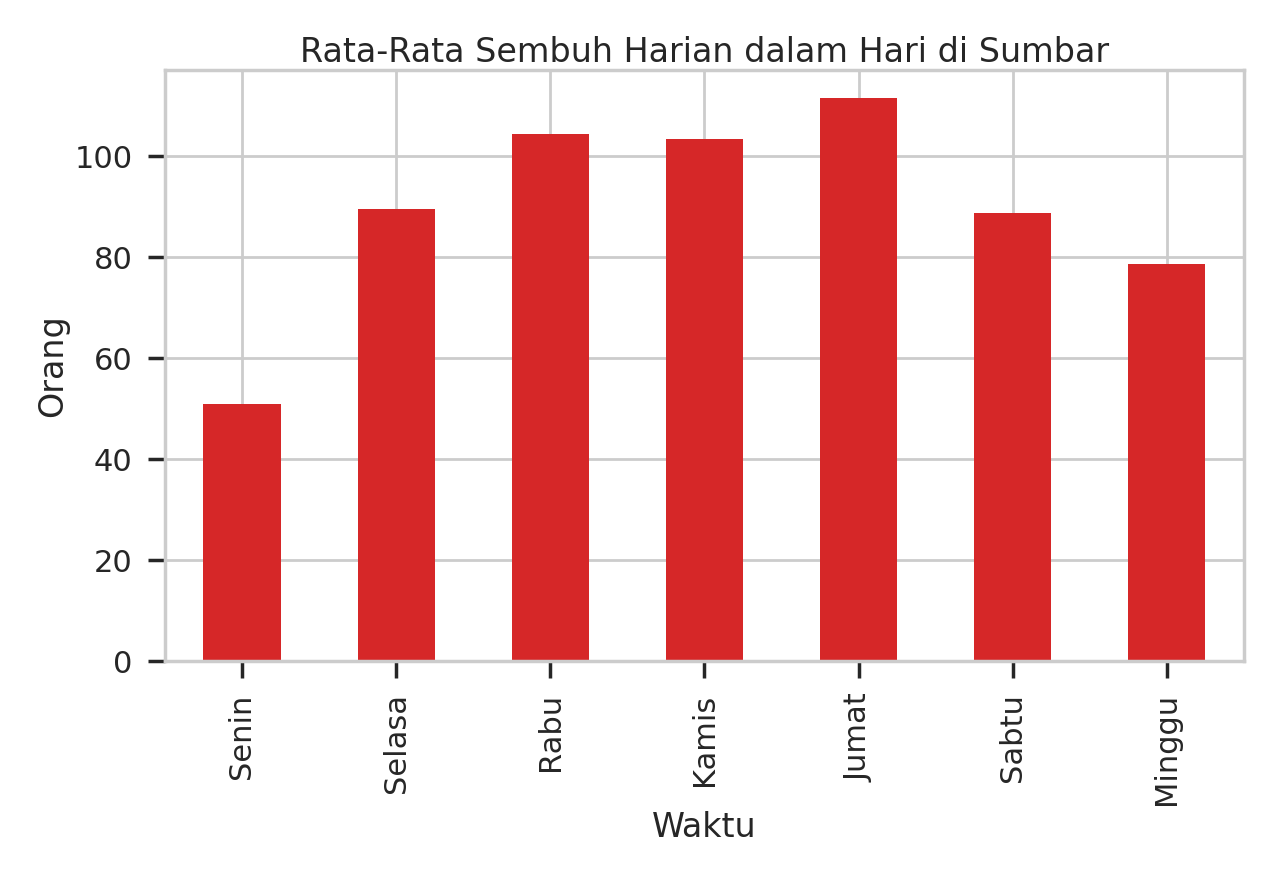 Rata-Rata Sembuh Harian dalam Hari di Sumbar
Orang
100
80
60
40
20
0
Senin
Selasa
Rabu
Kamis
Jumat
Sabtu
Minggu
Waktu